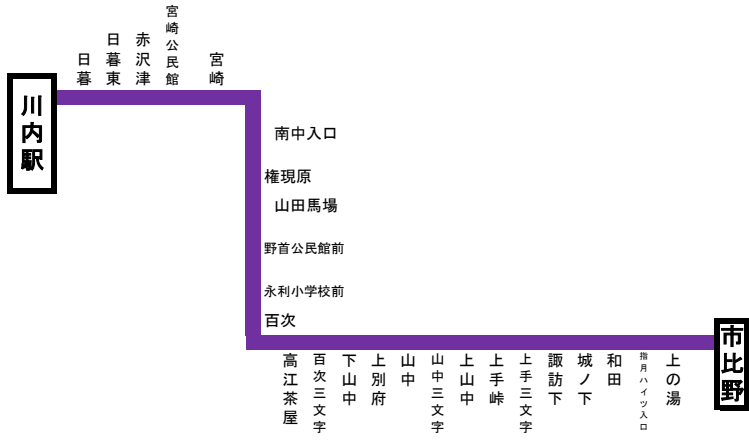 川内駅
日暮
日暮東
赤沢津
宮崎公民館
宮崎
南中入口
権現原
山田馬場
野首公民館前
永利小学校前
百次
高江茶屋
百次三文字
下山中
上別府
山中
山中三文字
上山中
上手峠
上手三文字
諏訪下
城ノ下
和田
指月ハイツ入口
上の湯
市比野